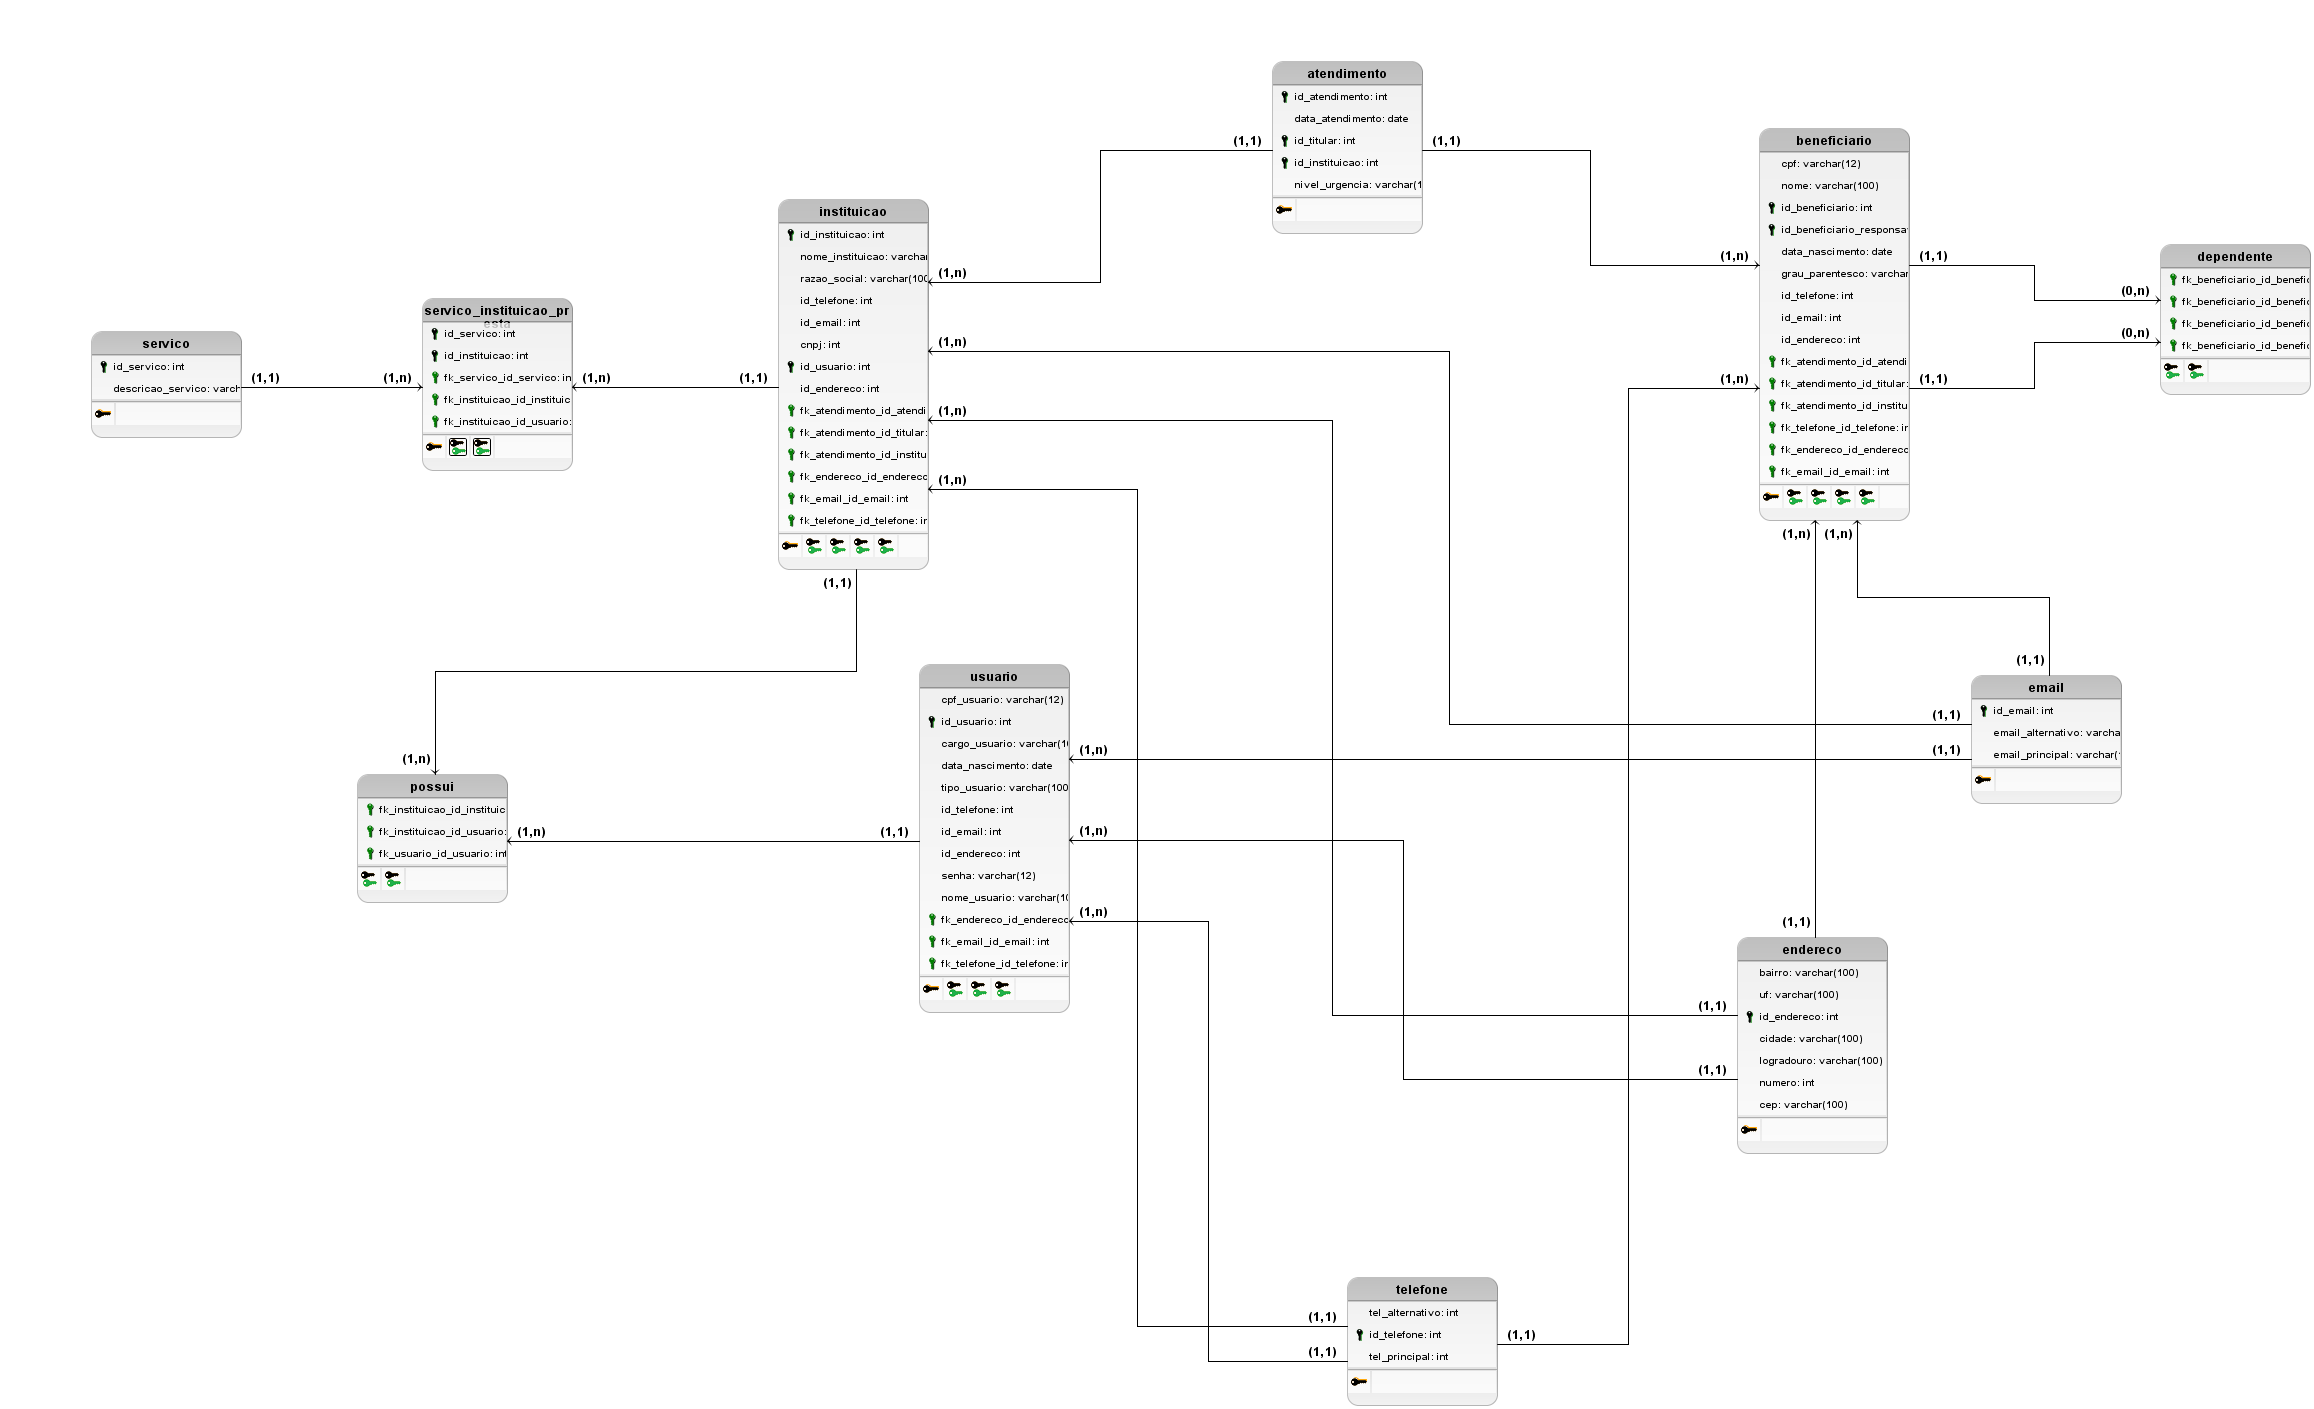 atendimento
id_atendimento: int
data_atendimento: date
id_titular: int
id_instituicao: int
nivel_urgencia: varchar(1
(1,1)
(1,1)
beneficiario
cpf: varchar(12)
nome: varchar(100)
id_beneficiario: int
id_beneficiario_responsa
data_nascimento: date
grau_parentesco: varchar
id_telefone: int
id_email: int
id_endereco: int
fk_atendimento_id_atendi
fk_atendimento_id_titular:
fk_atendimento_id_institu
fk_telefone_id_telefone: in
fk_endereco_id_endereco
fk_email_id_email: int
(1,n)
(1,n)
(1,1)
(1,1)
(1,n)
(1,n)
dependente
fk_beneficiario_id_benefic
fk_beneficiario_id_benefic
fk_beneficiario_id_benefic
fk_beneficiario_id_benefic
(0,n)
(0,n)
instituicao
id_instituicao: int
nome_instituicao: varchar
razao_social: varchar(100
id_telefone: int
id_email: int
cnpj: int
id_usuario: int
id_endereco: int
fk_atendimento_id_atendi
fk_atendimento_id_titular:
fk_atendimento_id_institu
fk_endereco_id_endereco
fk_email_id_email: int
fk_telefone_id_telefone: in
(1,n)
(1,n)
(1,n)
(1,n)
(1,1)
(1,1)
servico_instituicao_pr
esta
id_servico: int
id_instituicao: int
fk_servico_id_servico: in
fk_instituicao_id_instituic
fk_instituicao_id_usuario:
(1,n)
(1,n)
servico
id_servico: int
descricao_servico: varch
(1,1)
usuario
cpf_usuario: varchar(12)
id_usuario: int
cargo_usuario: varchar(10
data_nascimento: date
tipo_usuario: varchar(100
id_telefone: int
id_email: int
id_endereco: int
senha: varchar(12)
nome_usuario: varchar(10
fk_endereco_id_endereco
fk_email_id_email: int
fk_telefone_id_telefone: in
(1,n)
(1,n)
(1,n)
(1,1)
possui
fk_instituicao_id_instituic
fk_instituicao_id_usuario:
fk_usuario_id_usuario: int
(1,n)
(1,n)
email
id_email: int
email_alternativo: varcha
email_principal: varchar(
(1,1)
(1,1)
(1,1)
endereco
bairro: varchar(100)
uf: varchar(100)
id_endereco: int
cidade: varchar(100)
logradouro: varchar(100)
numero: int
cep: varchar(100)
(1,1)
(1,1)
(1,1)
telefone
tel_alternativo: int
id_telefone: int
tel_principal: int
(1,1)
(1,1)
(1,1)